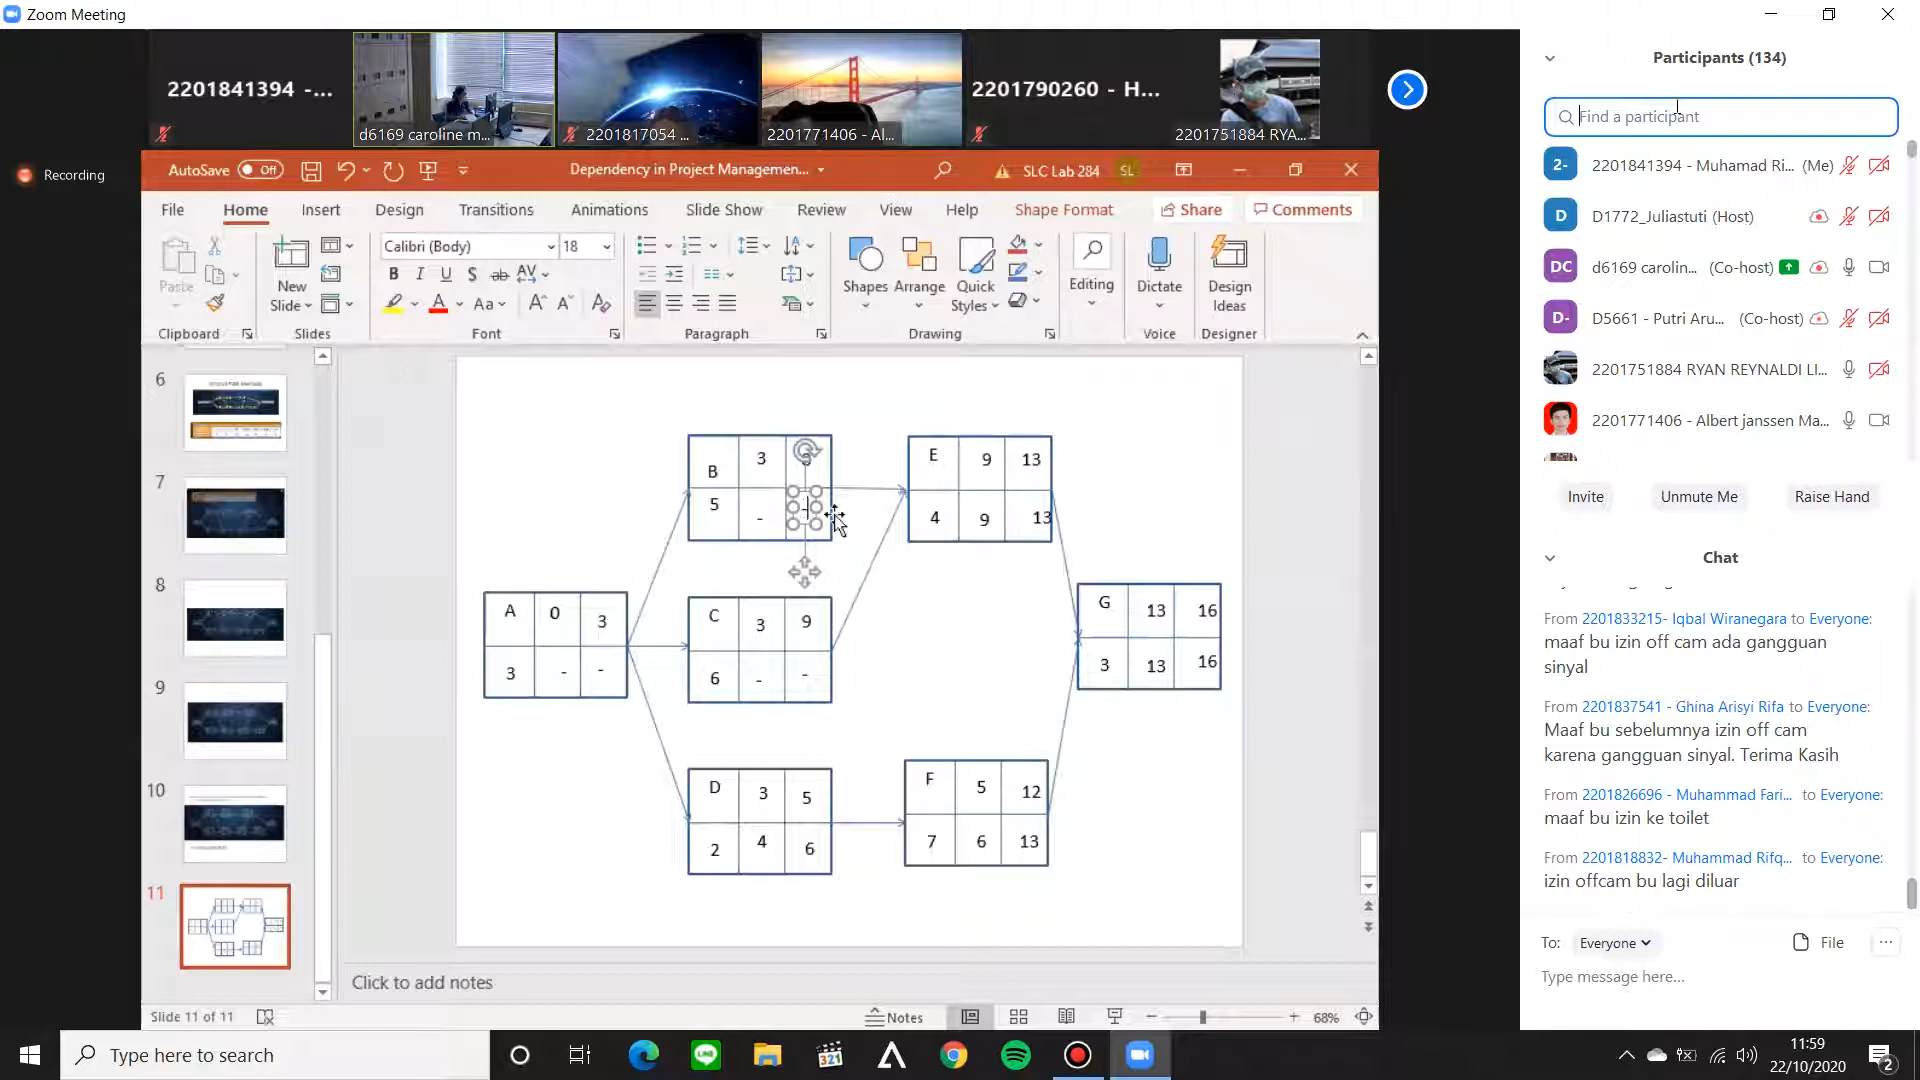 Zoom Meeting
2201841394 -...
d6169 caroline m...
2201817054 ...
2201771406 - Al...
2201790260 - H...
2201751884 RYA...
Recording
AutoSave Off
Dependency in Project Managemen...
SLC Lab 284
SL
File Home Insert Design Transitions Animations Slide Show Review View Help Shape Format Share Comments
Paste
New
Slide
Calibri (Body) 18
B I U S ab AV
A Aa A A A
Shapes Arrange Quick
Styles
Editing
Dictate
Design
Ideas
Clipboard Slides Font Paragraph Drawing Voice Designer
6
7
8
9
10
11
B 3
5 - -
E 9 13
4 9 13
A 0 3
3 - -
C 3 9
6 - -
G 13 16
3 13 16
D 3 5
2 4 6
F 5 12
7 6 13
Click to add notes
Slide 11 of 11
Notes
68%
Participants (134)
Find a participant
2- 2201841394 - Muhamad Ri... (Me)
D D1772_Juliastuti (Host)
DC d6169 carolin... (Co-host)
D- D5661 - Putri Aru... (Co-host)
2201751884 RYAN REYNALDI LI...
2201771406 - Albert janssen Ma...
Invite Unmute Me Raise Hand
Chat
From 2201833215- Iqbal Wiranegara to Everyone:
maaf bu izin off cam ada gangguan
sinyal
From 2201837541 - Ghina Arisyi Rifa to Everyone:
Maaf bu sebelumnya izin off cam
karena gangguan sinyal. Terima Kasih
From 2201826696 - Muhammad Fari... to Everyone:
maaf bu izin ke toilet
From 2201818832- Muhammad Rifq... to Everyone:
izin offcam bu lagi diluar
To: Everyone File ...
Type message here...
Type here to search
321
11:59
22/10/2020
2